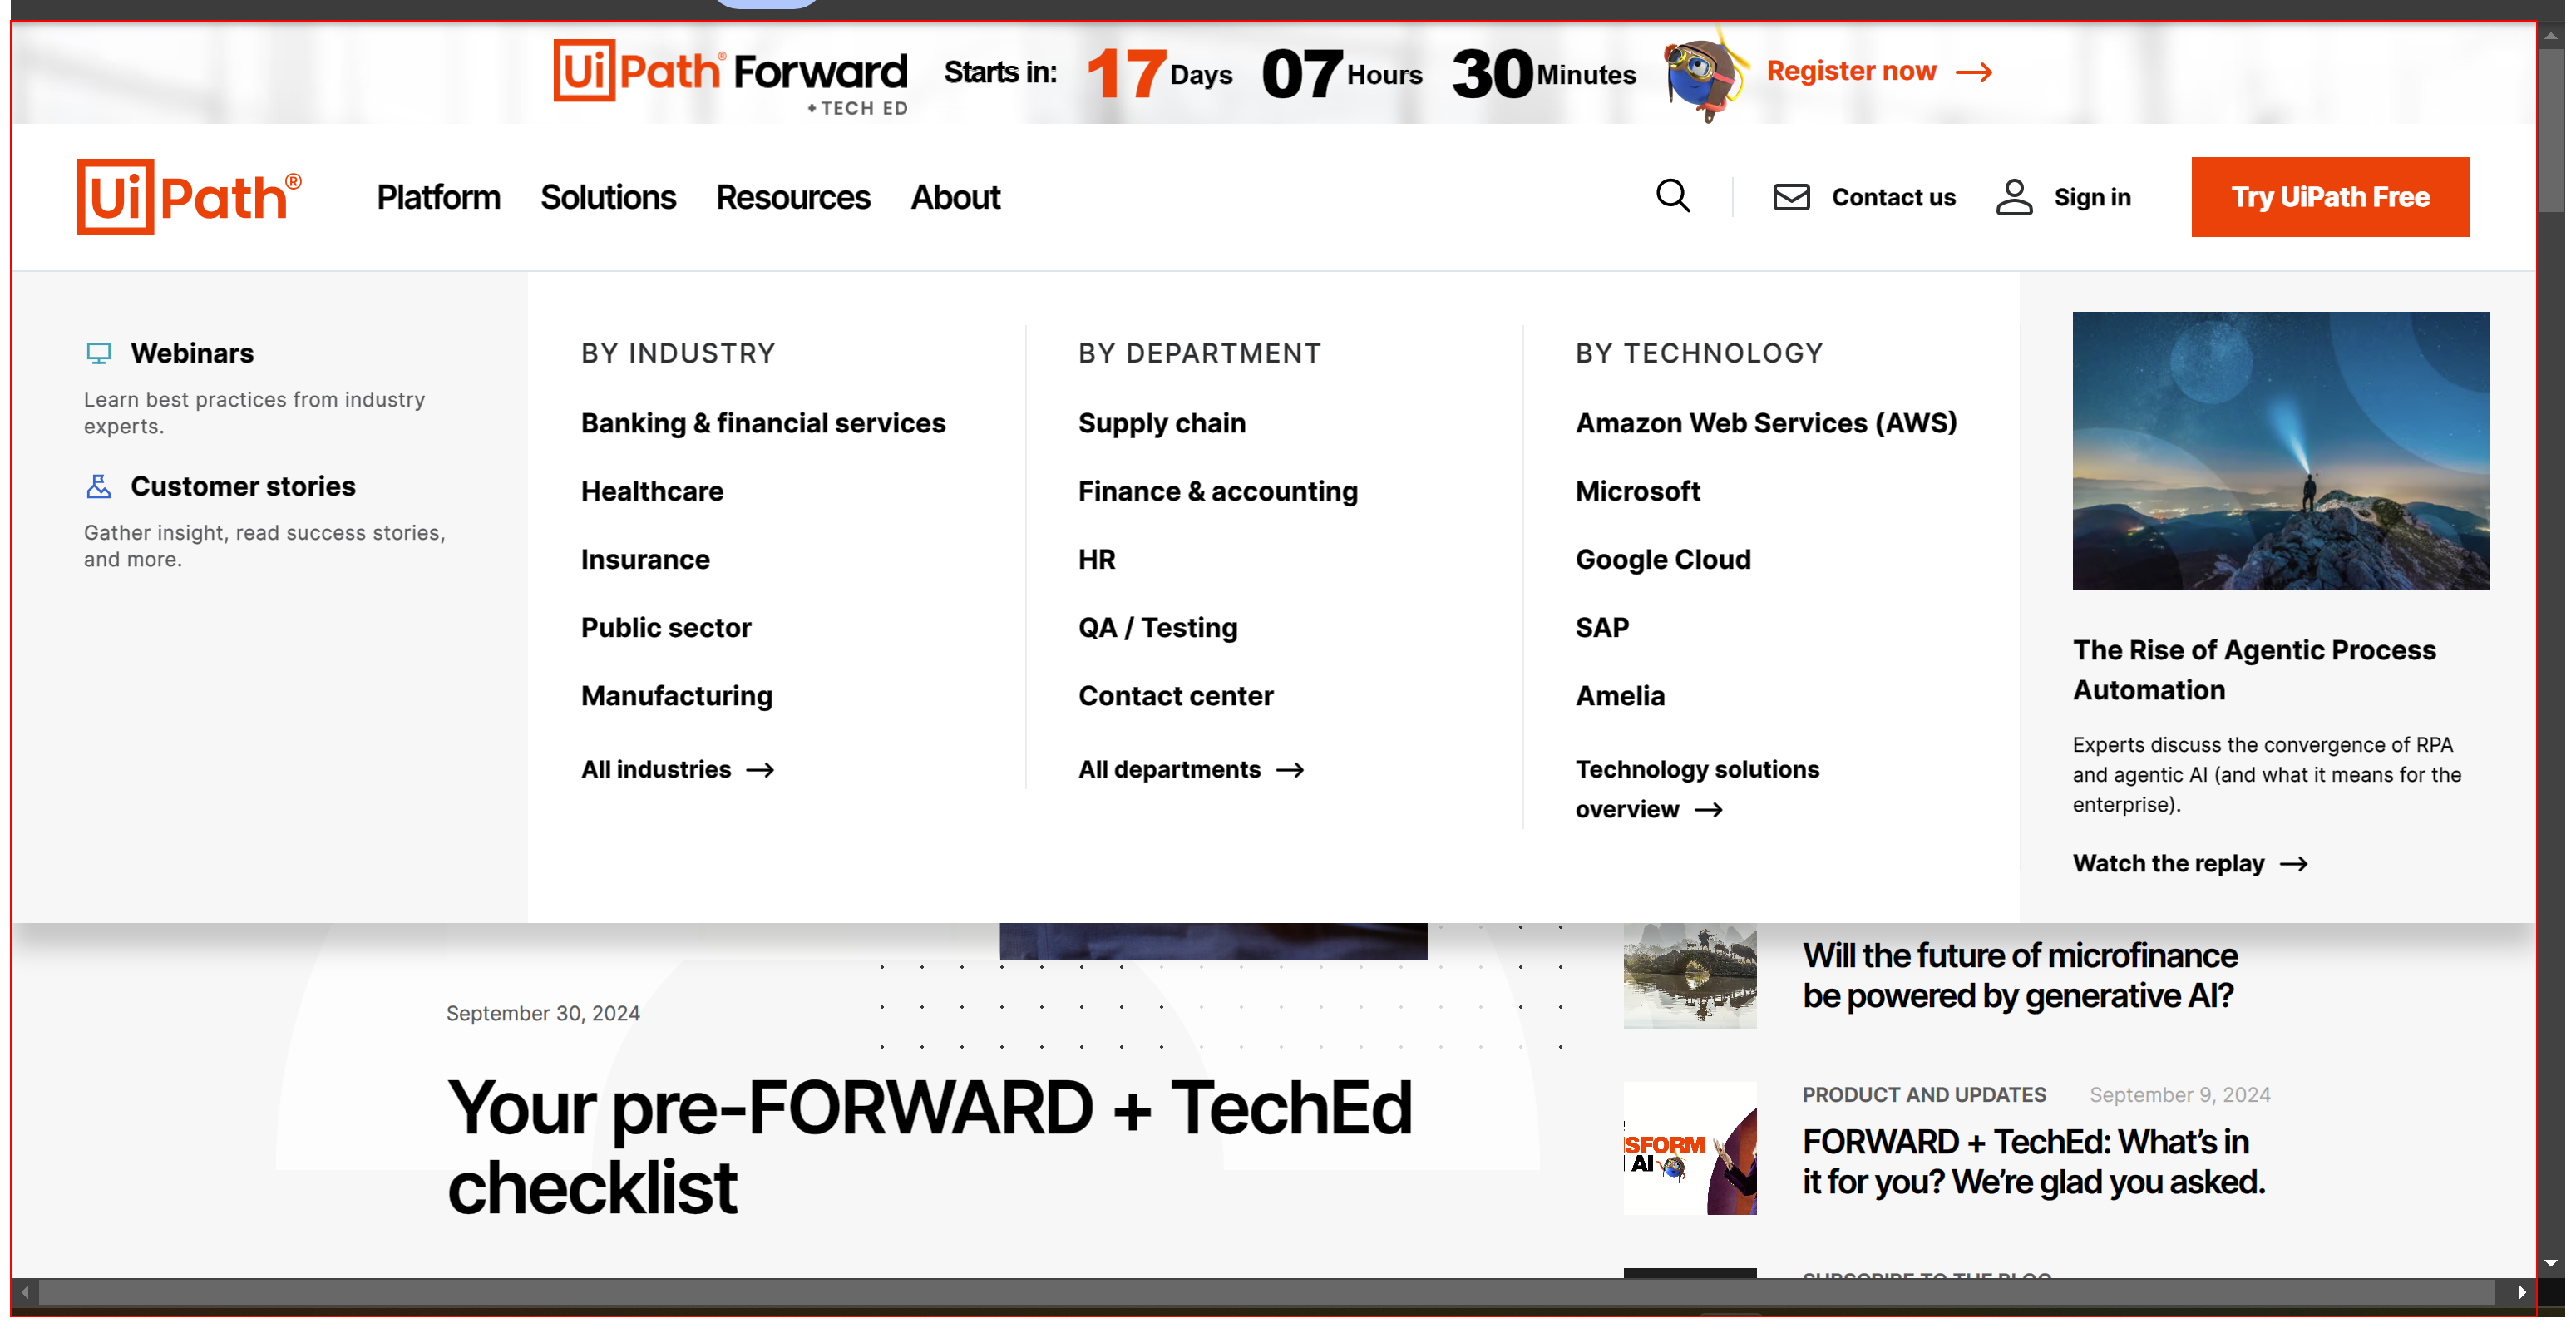 UiPath® Forward
+ TECH ED
Starts in: 17 Days 07 Hours 30 Minutes
Register now →
UiPath®
Platform
Solutions
Resources
About
Contact us
Sign in
Try UiPath Free
Webinars
Learn best practices from industry
experts.
Customer stories
Gather insight, read success stories,
and more.
BY INDUSTRY
Banking & financial services
Healthcare
Insurance
Public sector
Manufacturing
All industries →
BY DEPARTMENT
Supply chain
Finance & accounting
HR
QA / Testing
Contact center
All departments →
BY TECHNOLOGY
Amazon Web Services (AWS)
Microsoft
Google Cloud
SAP
Amelia
Technology solutions
overview →
The Rise of Agentic Process
Automation
Experts discuss the convergence of RPA
and agentic AI (and what it means for the
enterprise).
Watch the replay →
September 30, 2024
Your pre-FORWARD + TechEd
checklist
Will the future of microfinance
be powered by generative AI?
SFORM
AI
PRODUCT AND UPDATES
September 9, 2024
FORWARD + TechEd: What’s in
it for you? We’re glad you asked.
SUBSCRIBE TO THE BLOG